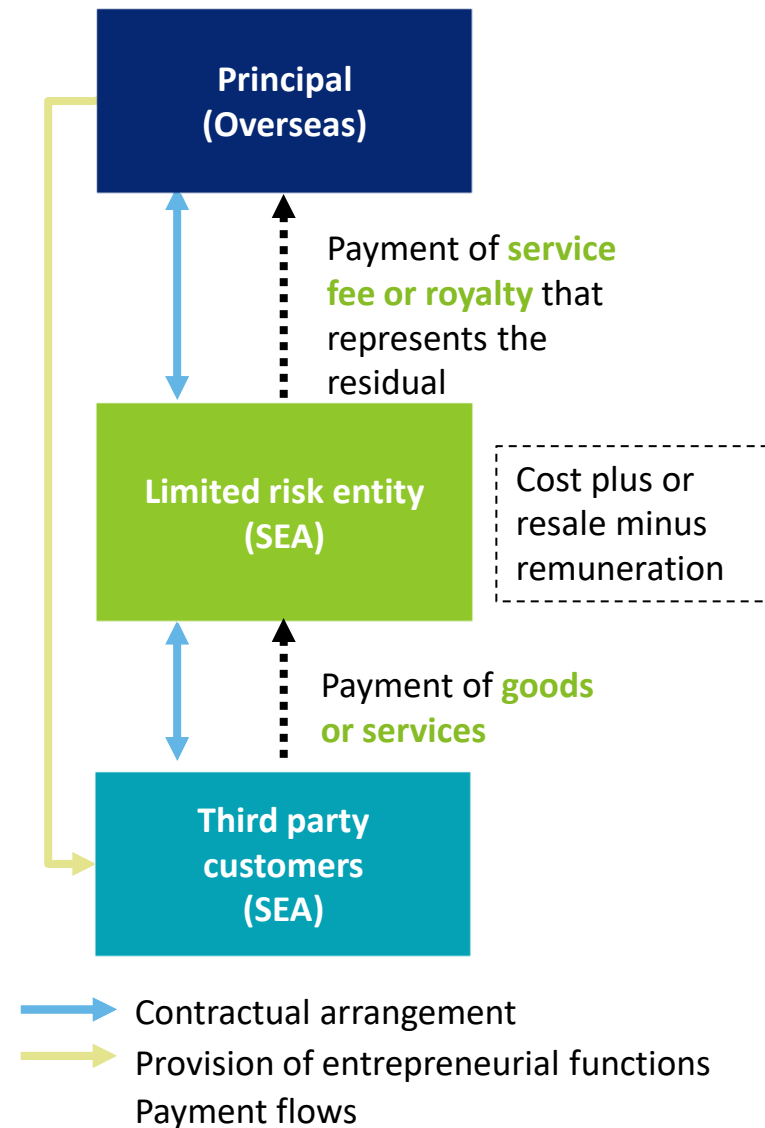 Principal
(Overseas)
Payment of service
fee or royalty that
represents the
residual
Limited risk entity
(SEA)
Cost plus or
resale minus
remuneration
Payment of goods
or services
Third party
customers
(SEA)
Contractual arrangement
Provision of entrepreneurial functions
Payment flows